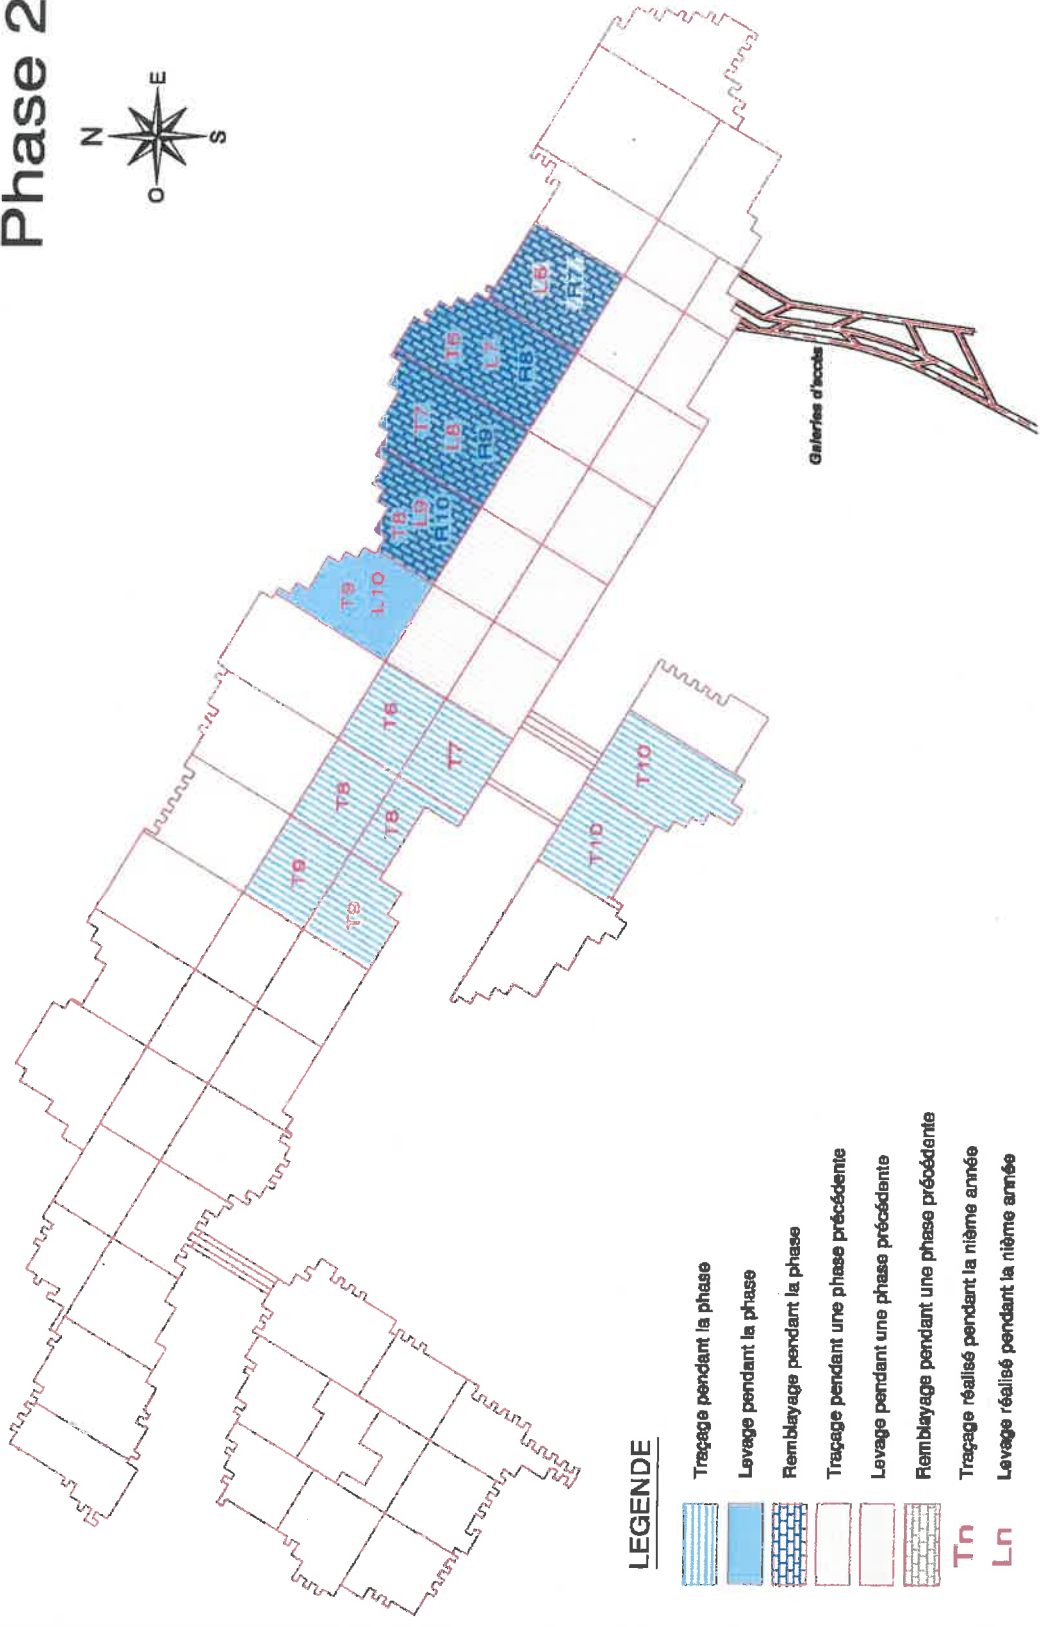 Phase 2
N
O
E
S
L6
R7
T6
L7
R8
T7
L8
R9
T8
L9
R10
T9
L10
T6
T7
T8
T8
T9
T9
T10
T10
Galeries d'accès
LEGENDE
Traçage pendant la phase
Levage pendant la phase
Remblayage pendant la phase
Traçage pendant une phase précédente
Levage pendant une phase précédente
Remblayage pendant une phase précédente
Tn Traçage réalisé pendant la nième année
Ln Levage réalisé pendant la nième année